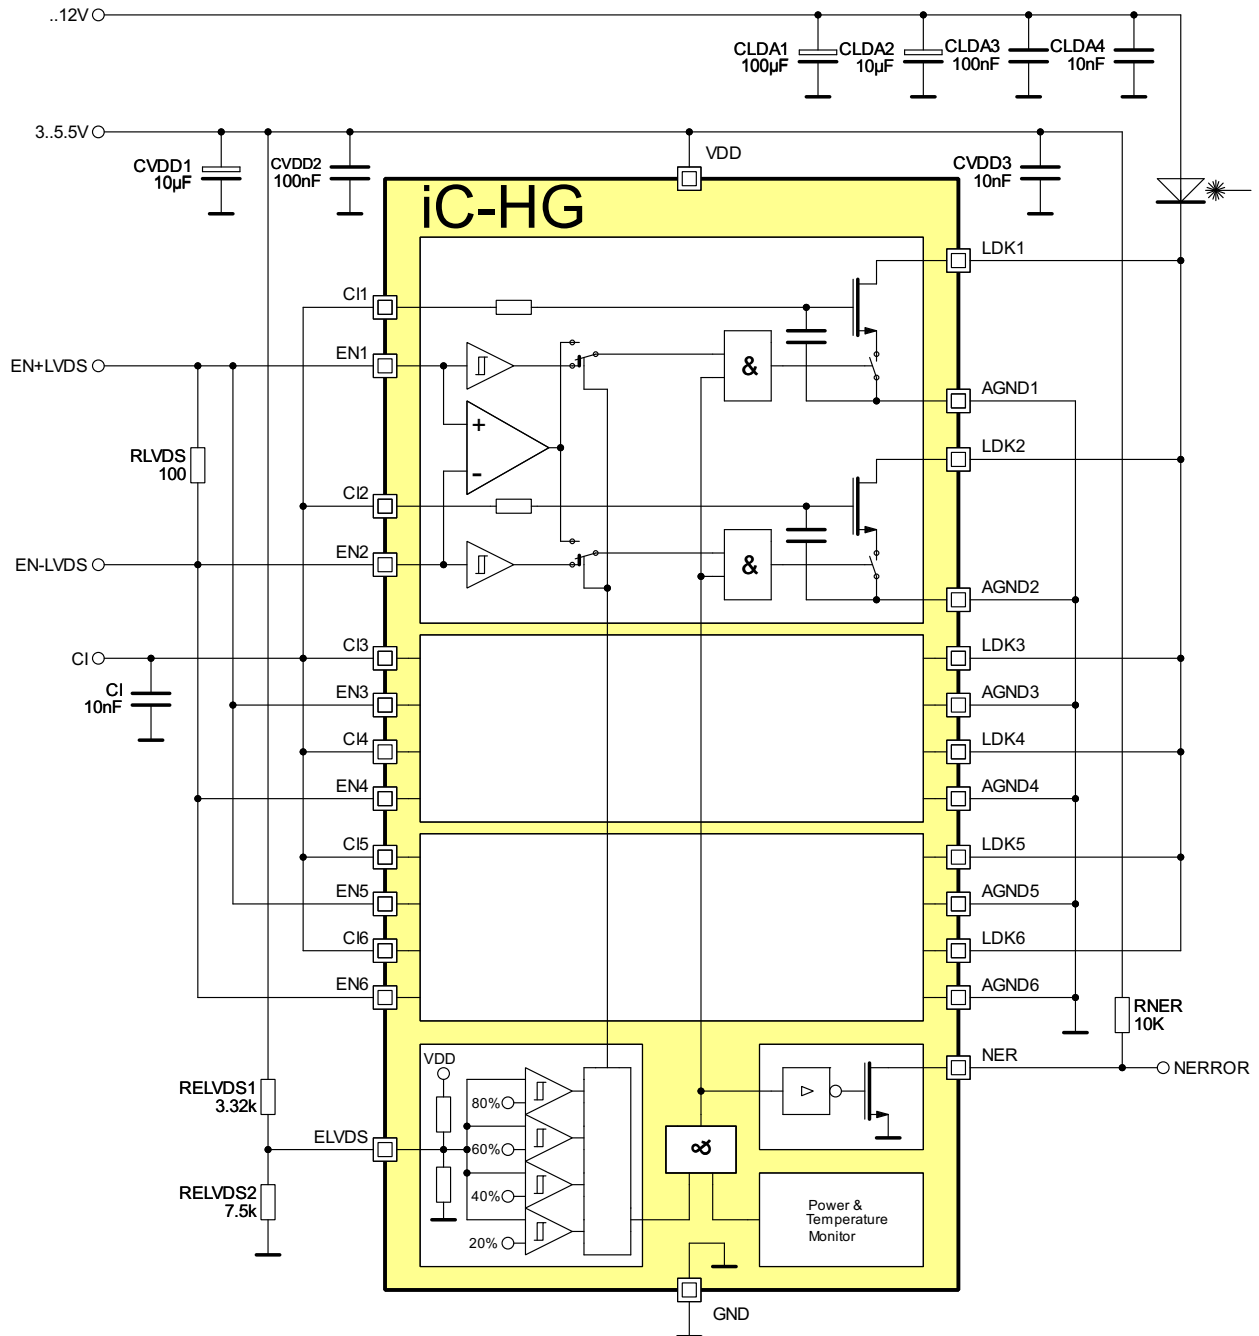 ..12V
CLDA1
100µF
CLDA2
10µF
CLDA3
100nF
CLDA4
10nF
3..5.5V
CVDD1
10µF
CVDD2
100nF
VDD
CVDD3
10nF
iC-HG
LDK1
CI1
EN+LVDS
EN1
&
AGND1
RLVDS
100
+
-
LDK2
CI2
EN-LVDS
EN2
&
AGND2
CI
CI3
LDK3
CI
10nF
EN3
AGND3
CI4
LDK4
EN4
AGND4
CI5
LDK5
EN5
AGND5
CI6
LDK6
EN6
AGND6
RNER
10K
VDD
NER
NERROR
RELVDS1
3.32k
80%
ELVDS
60%
&
RELVDS2
7.5k
40%
20%
Power &
Temperature
Monitor
GND